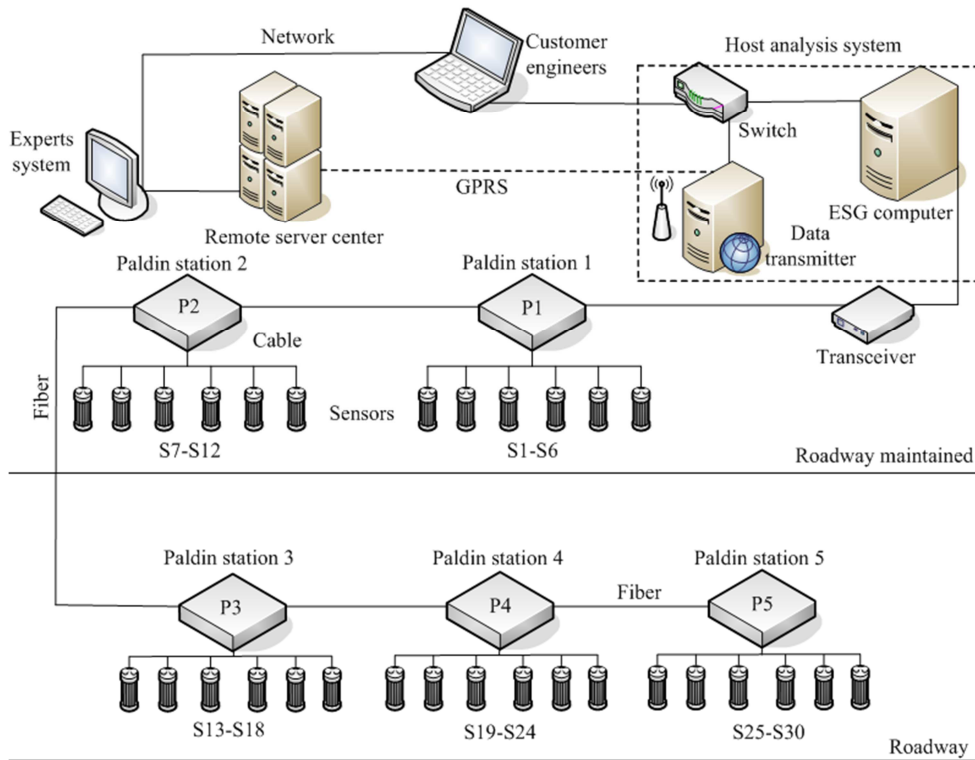 Network
Customer
engineers
Host analysis system
Switch
Experts
system
GPRS
ESG computer
Remote server center
Data
transmitter
Paldin station 2
Paldin station 1
P2
P1
Cable
Transceiver
Fiber
Sensors
S7-S12
S1-S6
Roadway maintained
Paldin station 3
Paldin station 4
Paldin station 5
Fiber
P3
P4
P5
S13-S18
S19-S24
S25-S30
Roadway